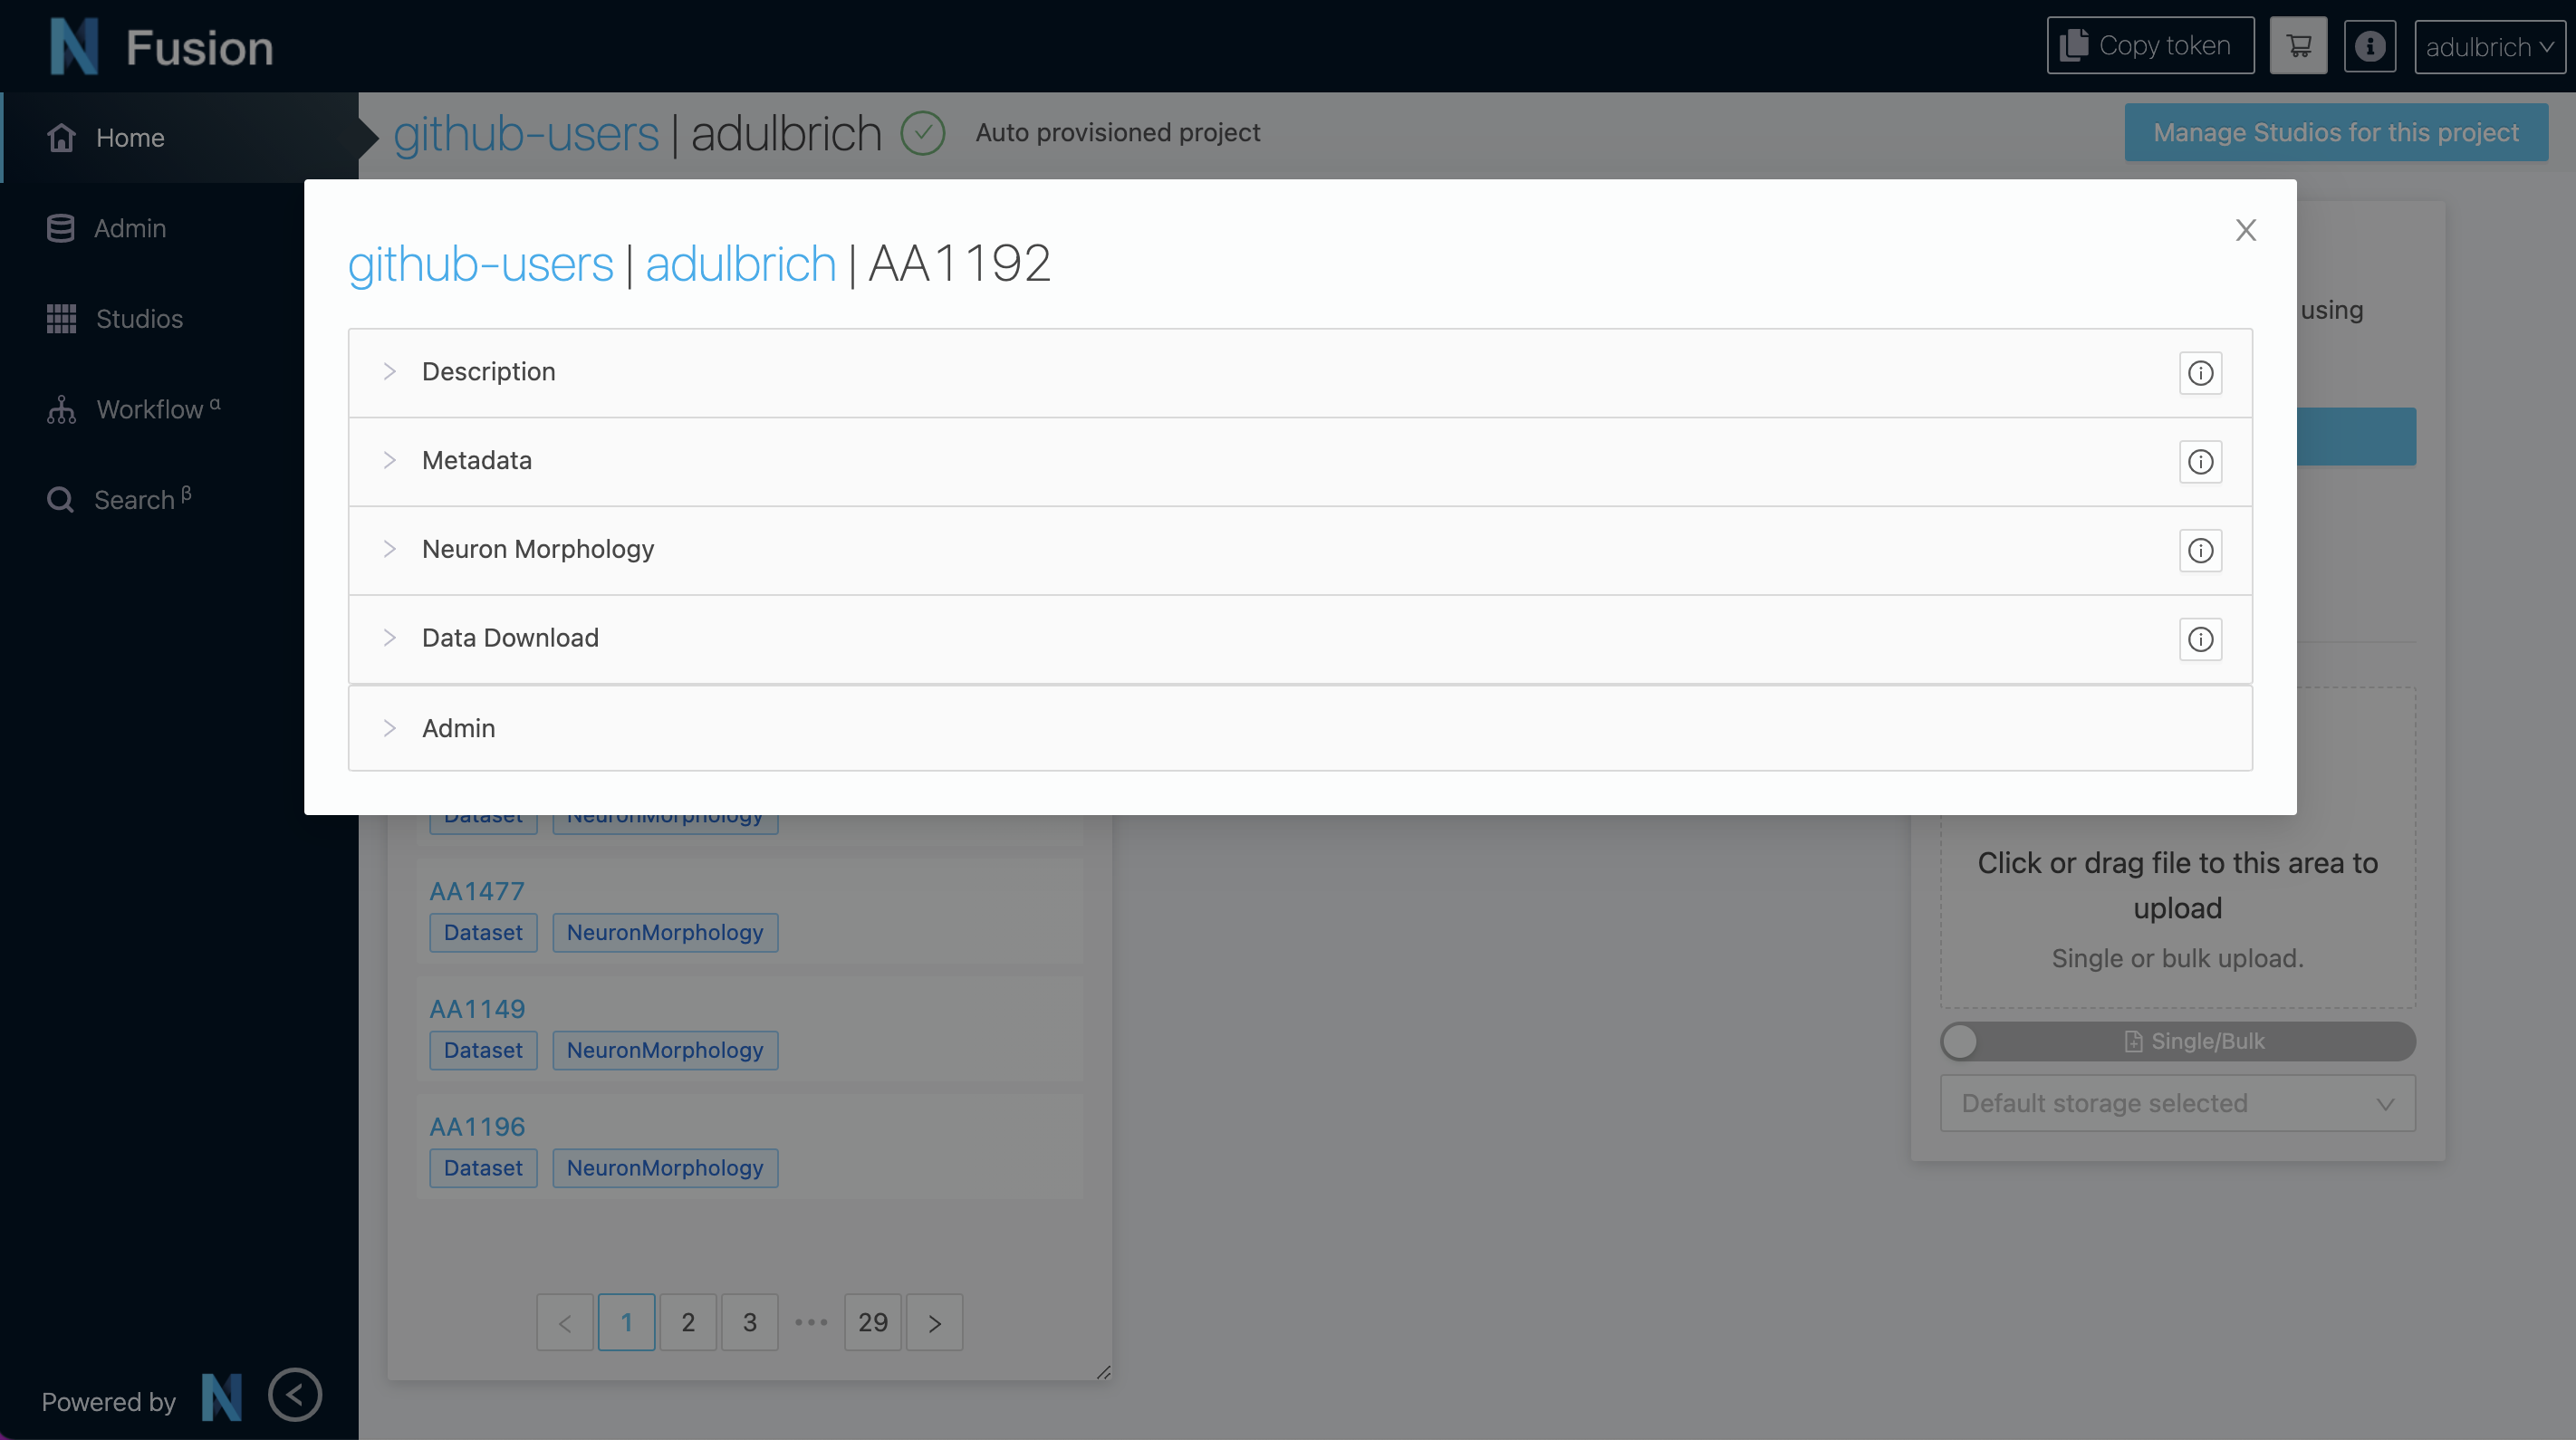 Fusion
Copy token
adulbrich
Home
github-users | adulbrich
Auto provisioned project
Manage Studios for this project
Admin
Studios
Workflow α
Search β
github-users | adulbrich | AA1192
Description
Metadata
Neuron Morphology
Data Download
Admin
using
Dataset NeuronMorphology
AA1477
Dataset NeuronMorphology
AA1149
Dataset NeuronMorphology
AA1196
Dataset NeuronMorphology
< 1 2 3 ••• 29 >
Click or drag file to this area to
upload
Single or bulk upload.
Single/Bulk
Default storage selected
Powered by